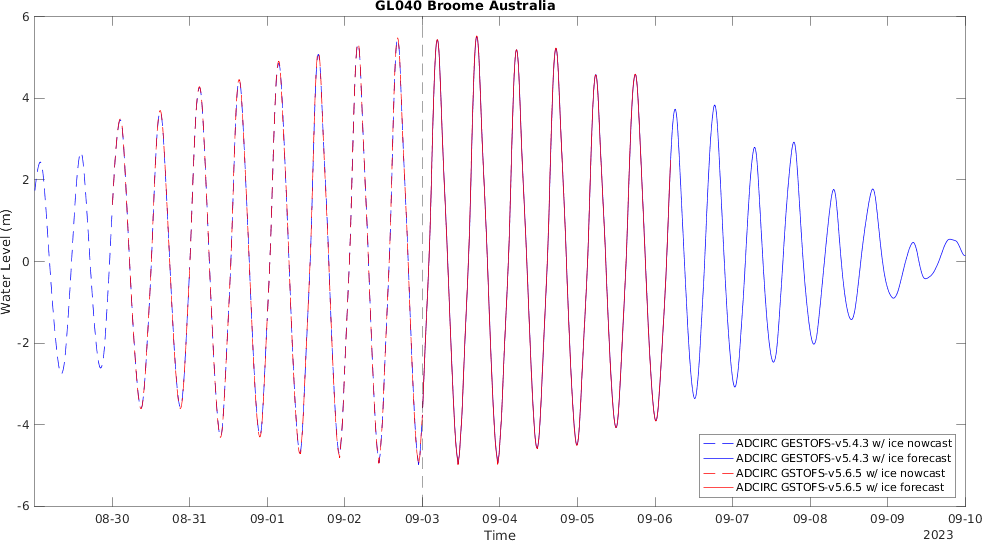 GL040 Broome Australia
6
4
2
0
-2
-4
-6
Water Level (m)
08-30 08-31 09-01 09-02 09-03 09-04 09-05 09-06 09-07 09-08 09-09 09-10
Time
2023
ADCIRC GESTOFS-v5.4.3 w/ ice nowcast
ADCIRC GESTOFS-v5.4.3 w/ ice forecast
ADCIRC GSTOFS-v5.6.5 w/ ice nowcast
ADCIRC GSTOFS-v5.6.5 w/ ice forecast